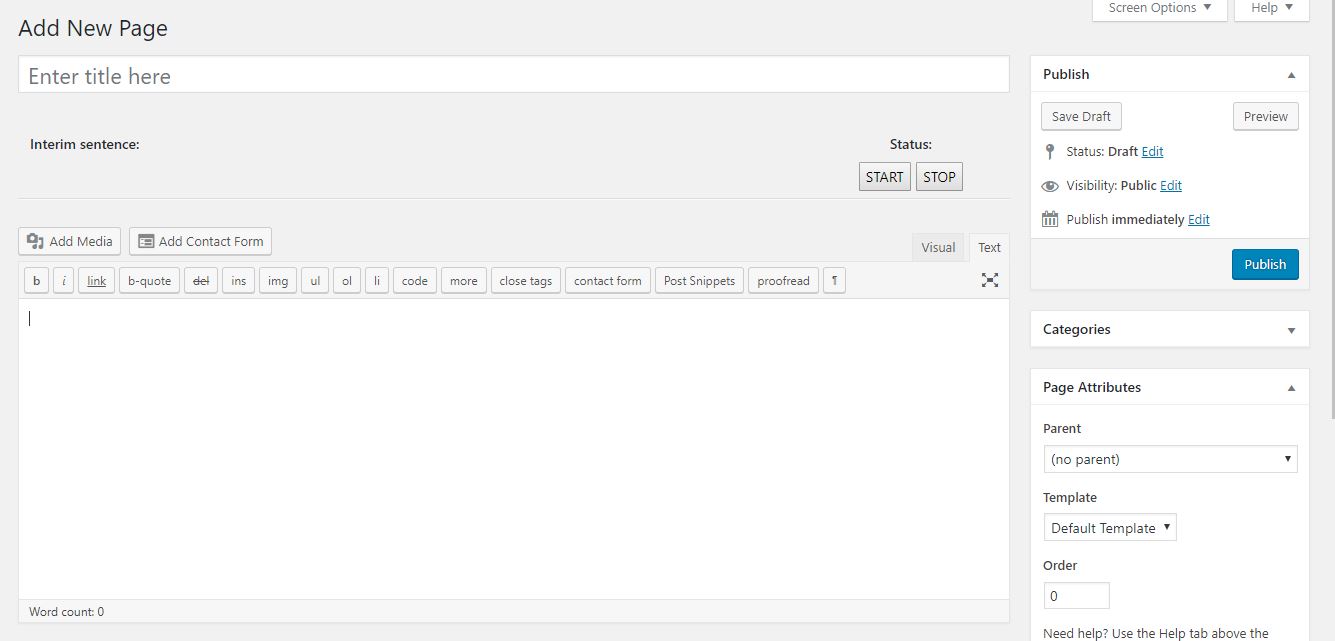 Screen Options ▼ Help ▼
Add New Page
Enter title here
Interim sentence:
Status:
START STOP
Add Media Add Contact Form
Visual Text
b i link b-quote del ins img ul ol li code more close tags contact form Post Snippets proofread ¶
Word count: 0
Publish
Save Draft Preview
Status: Draft Edit
Visibility: Public Edit
Publish immediately Edit
Publish
Categories
Page Attributes
Parent
(no parent)
Template
Default Template
Order
0
Need help? Use the Help tab above the